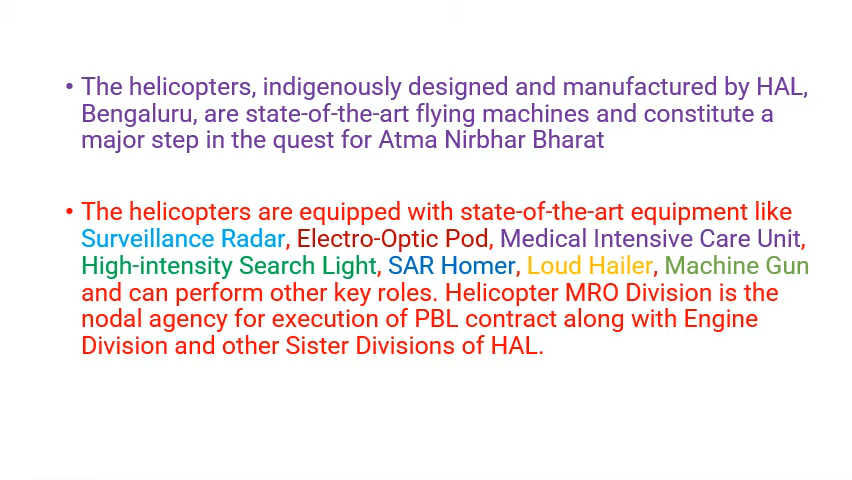 • The helicopters, indigenously designed and manufactured by HAL,
Bengaluru, are state-of-the-art flying machines and constitute a
major step in the quest for Atma Nirbhar Bharat
• The helicopters are equipped with state-of-the-art equipment like
Surveillance Radar, Electro-Optic Pod, Medical Intensive Care Unit,
High-intensity Search Light, SAR Homer, Loud Hailer, Machine Gun
and can perform other key roles. Helicopter MRO Division is the
nodal agency for execution of PBL contract along with Engine
Division and other Sister Divisions of HAL.